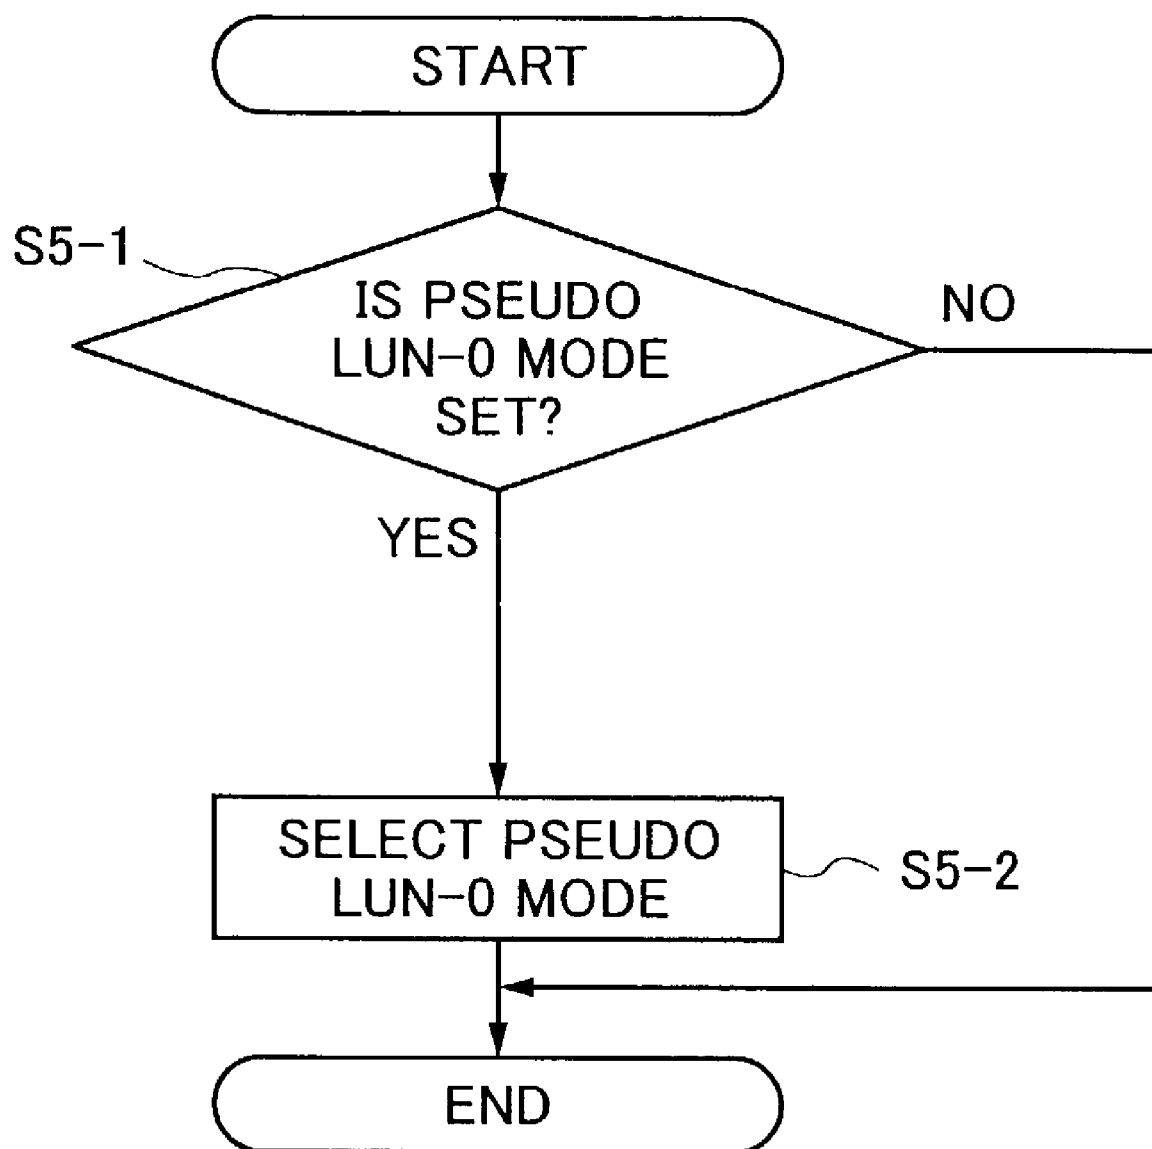 START
S5-1
IS PSEUDO
LUN-0 MODE
SET?
NO
YES
SELECT PSEUDO
LUN-0 MODE
S5-2
END